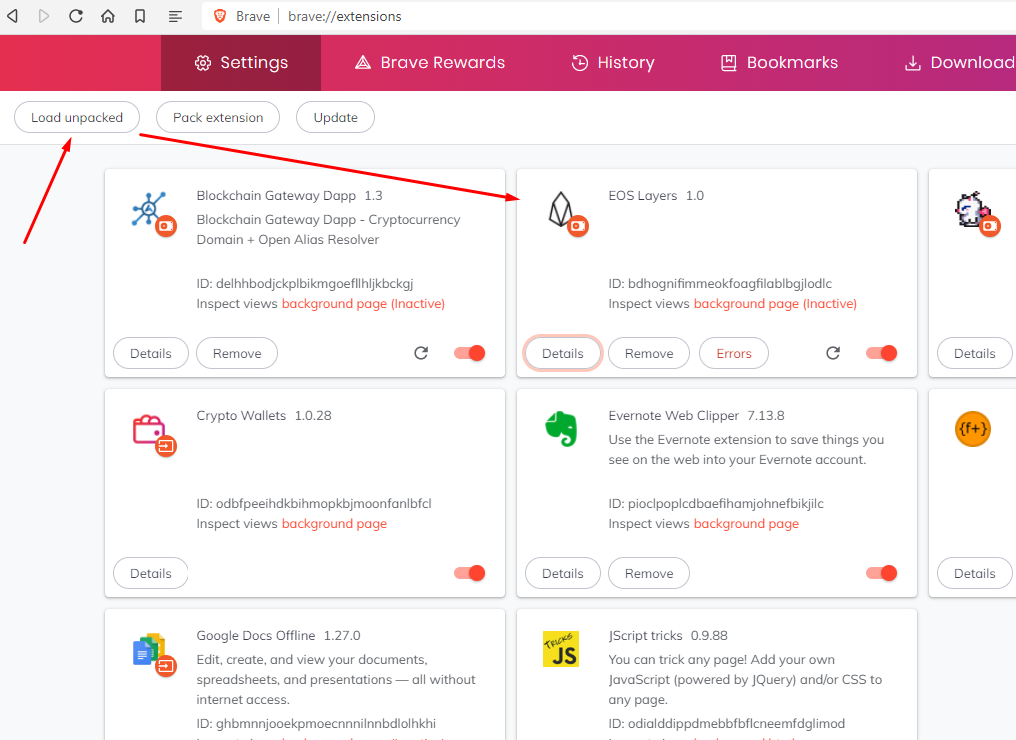 Brave brave://extensions
Settings Brave Rewards History Bookmarks Download
Load unpacked Pack extension Update
Blockchain Gateway Dapp 1.3
Blockchain Gateway Dapp - Cryptocurrency
Domain + Open Alias Resolver
ID: delhhbodjckplbikmgoefllhljkbckgj
Inspect views background page (Inactive)
Details Remove
EOS Layers 1.0
ID: bdhognifimmeokfoagfilablbgjlodlc
Inspect views background page (Inactive)
Details Remove Errors
Details
Crypto Wallets 1.0.28
ID: odbfpeeihdkbihmopkbjmoonfanlbfcl
Inspect views background page
Details
Evernote Web Clipper 7.13.8
Use the Evernote extension to save things you
see on the web into your Evernote account.
ID: pioclpoplcdbaefihamjohnefbikjilc
Inspect views background page
Details Remove
{f+}
Details
Google Docs Offline 1.27.0
Edit, create, and view your documents,
spreadsheets, and presentations — all without
internet access.
ID: ghbmnnjooekpmoecnnnilnnbdlolhkhi
TRICKS
JS
JScript tricks 0.9.88
You can trick any page! Add your own
JavaScript (powered by JQuery) and/or CSS to
any page.
ID: odialddippdmebbfbflcneemfdglimod